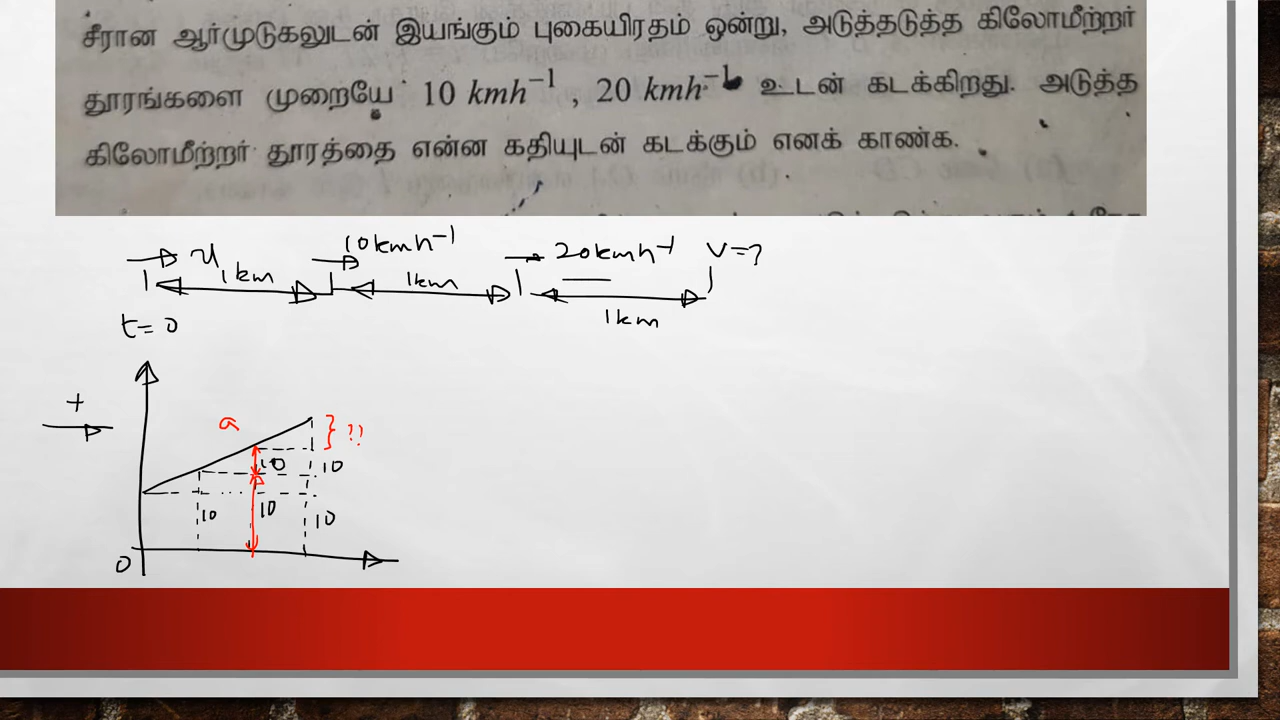 சீரான ஆர்முடுகலுடன் இயங்கும் புகையிரதம் ஒன்று, அடுத்தடுத்த கிலோமீற்றர்
தூரங்களை முறையே 10 kmh⁻¹ , 20 kmh⁻¹ உடன் கடக்கிறது. அடுத்த
கிலோமீற்றர் தூரத்தை என்ன கதியுடன் கடக்கும் எனக் காண்க.
u 10kmh⁻¹ 20kmh⁻¹ v=?
1km 1km 1km
t=0
+
a } ??
10 10
10 10 10
0